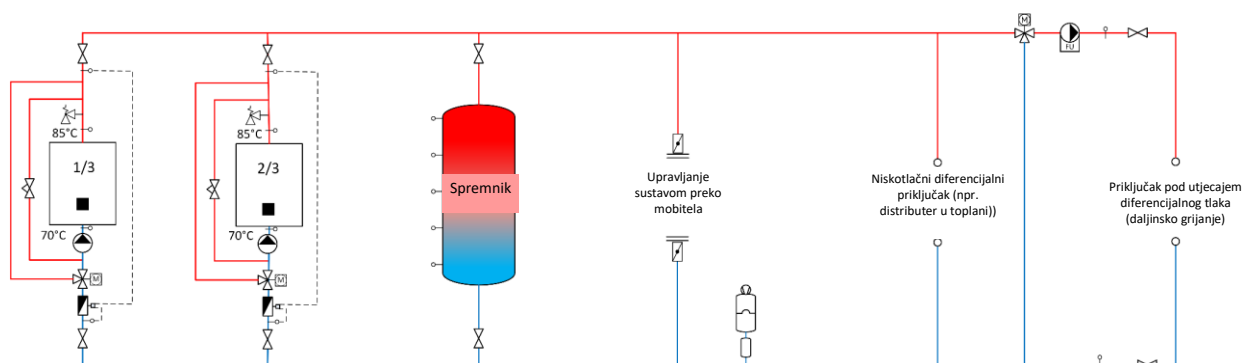 M
FU
85°C
85°C
1/3
2/3
Spremnik
Upravljanje
sustavom preko
mobitela
Niskotlačni diferencijalni
priključak (npr.
distributer u toplani))
Priključak pod utjecajem
diferencijalnog tlaka
(daljinsko grijanje)
70°C
70°C
M
M